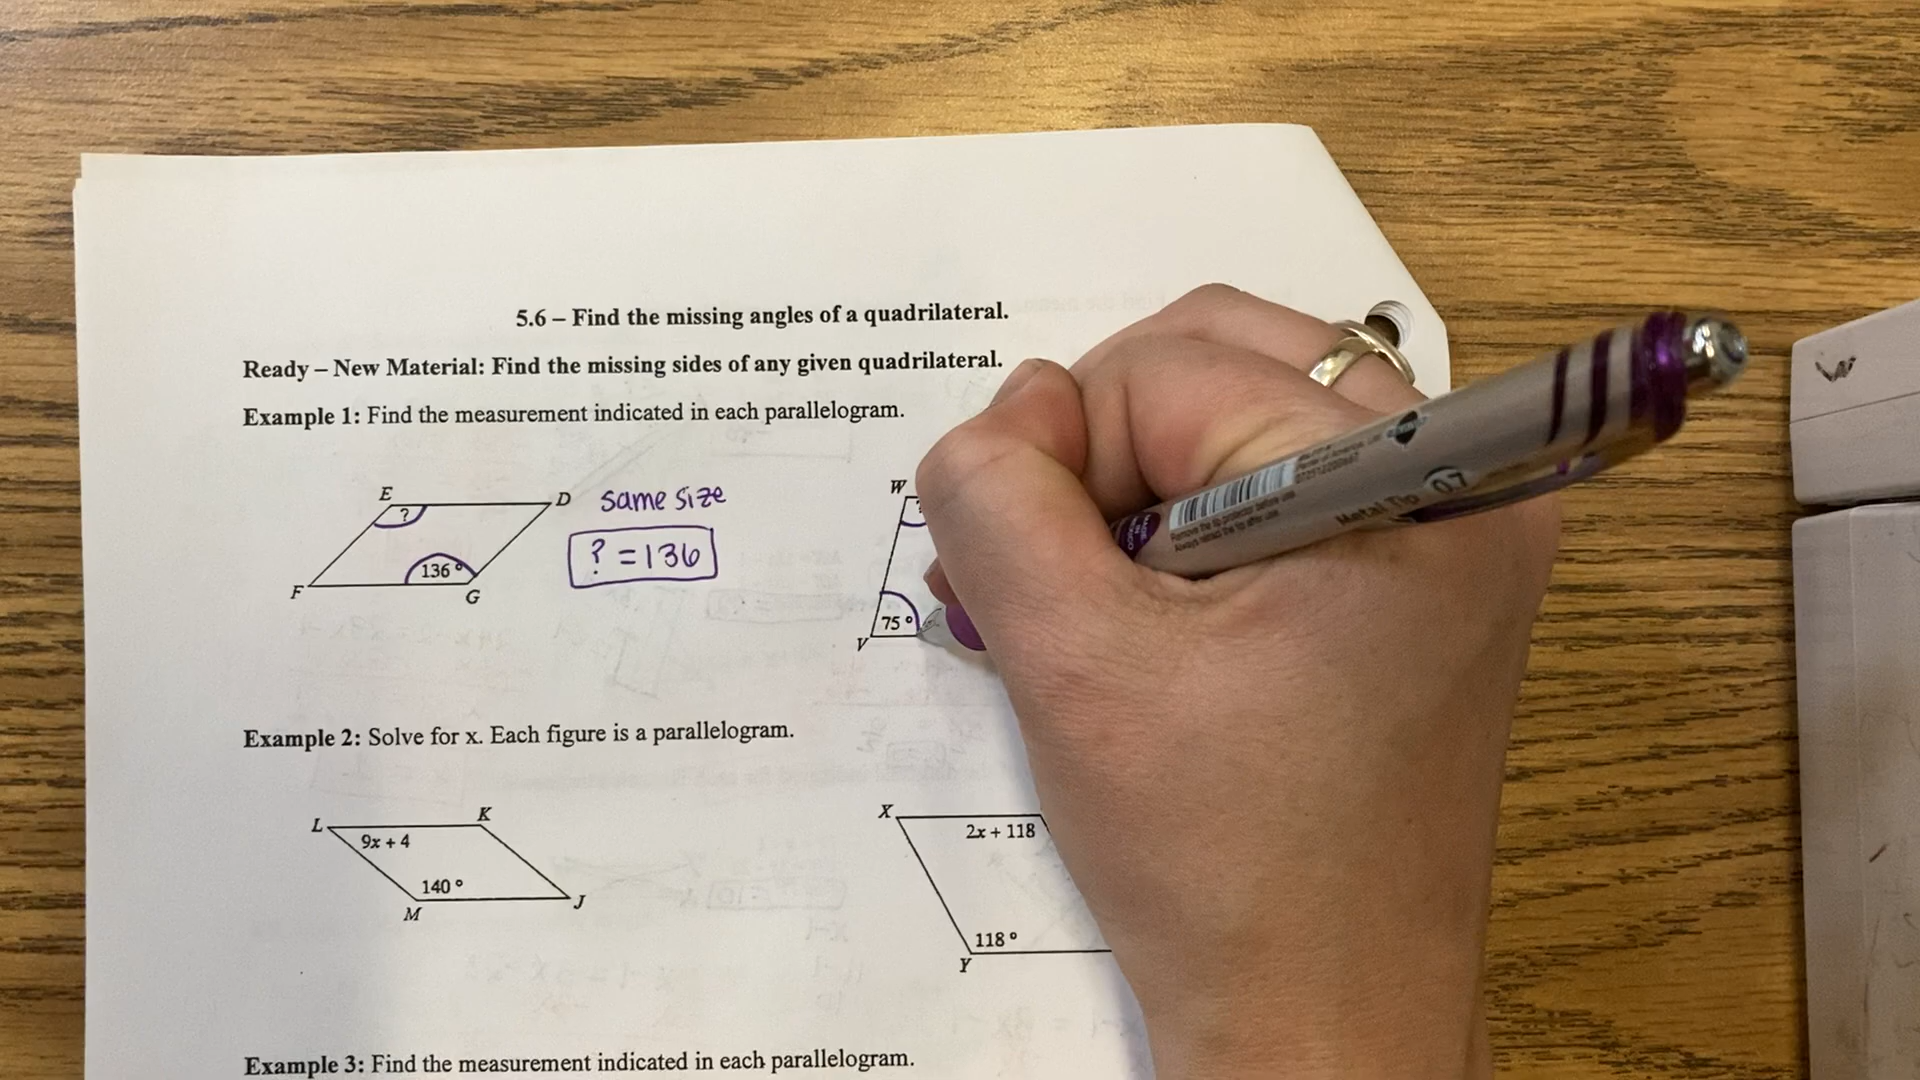 5.6 – Find the missing angles of a quadrilateral.
Ready – New Material: Find the missing sides of any given quadrilateral.
Example 1: Find the measurement indicated in each parallelogram.
E
D
?
136°
F
G
same size
? = 136
W
75°
V
Metal Tip 0.7
Example 2: Solve for x. Each figure is a parallelogram.
L
K
9x + 4
140°
M
J
X
2x + 118
118°
Y
Example 3: Find the measurement indicated in each parallelogram.